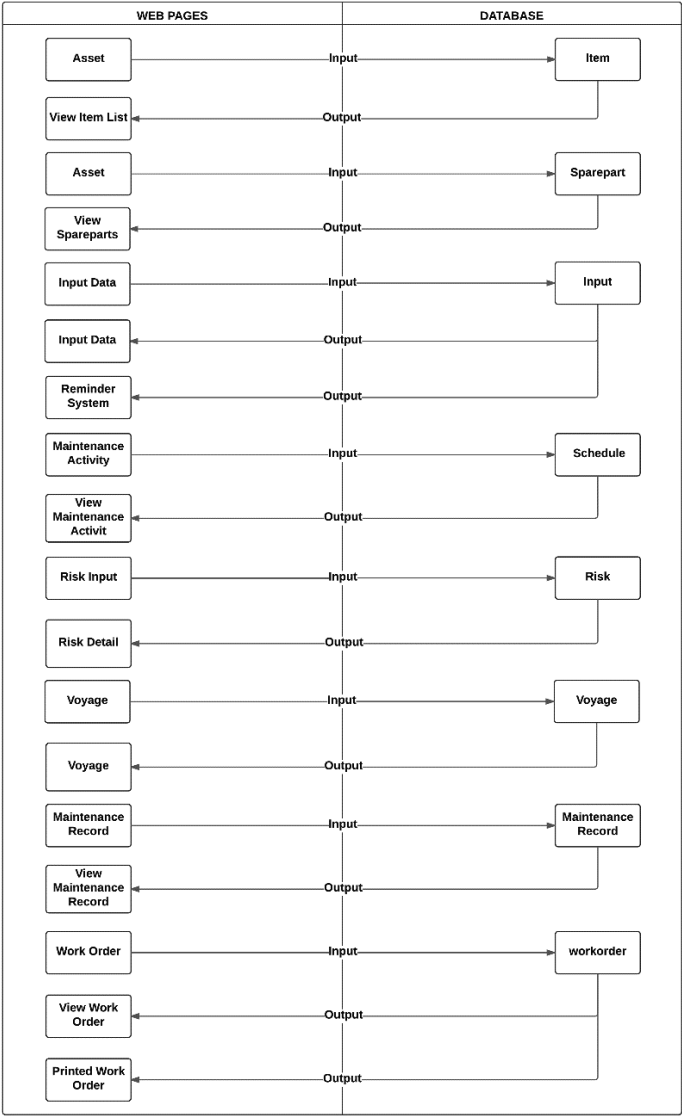 WEB PAGES DATABASE
Asset Input Item
View Item List Output
Asset Input Sparepart
View
Spareparts
Output
Input Data Input Input
Input Data Output
Reminder
System
Output
Maintenance
Activity
Input Schedule
View
Maintenance
Activit
Output
Risk Input Input Risk
Risk Detail Output
Voyage Input Voyage
Voyage Output
Maintenance
Record
Input
Maintenance
Record
View
Maintenance
Record
Output
Work Order Input workorder
View Work
Order
Output
Printed Work
Order
Output